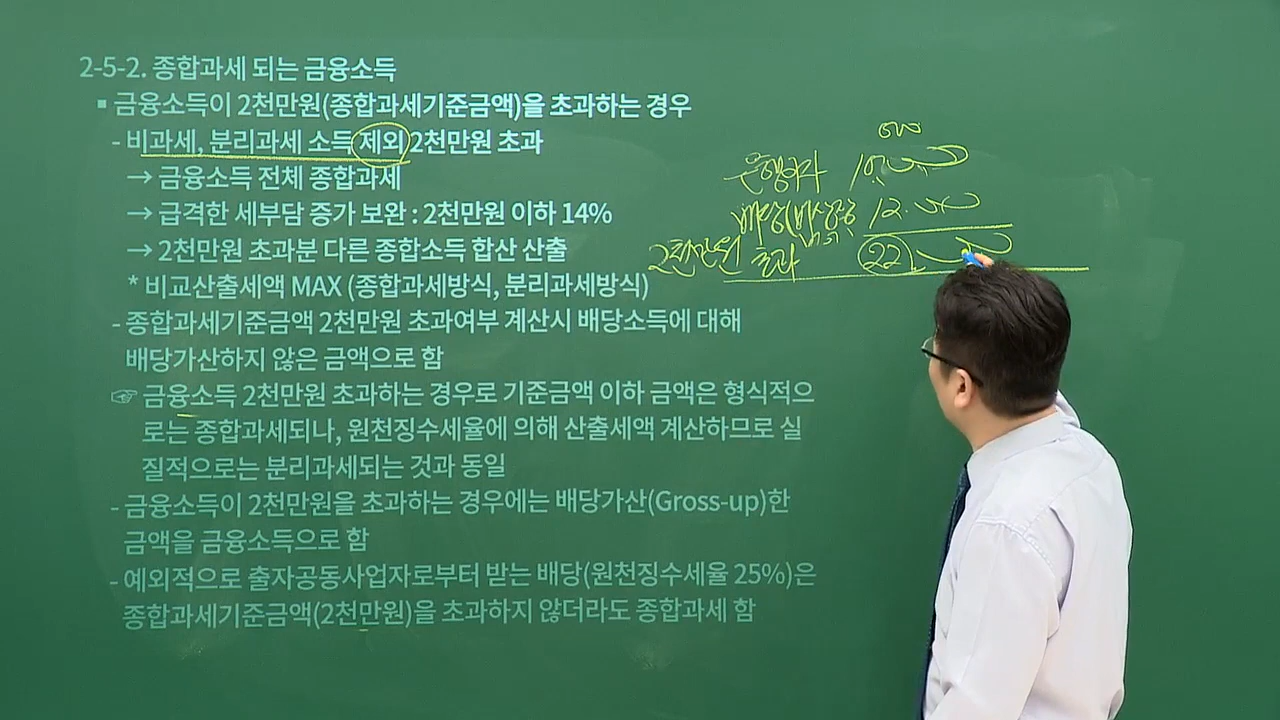 2-5-2. 종합과세 되는 금융소득
▪ 금융소득이 2천만원(종합과세기준금액)을 초과하는 경우
- 비과세, 분리과세 소득 제외 2천만원 초과
→ 금융소득 전체 종합과세
→ 급격한 세부담 증가 보완 : 2천만원 이하 14%
→ 2천만원 초과분 다른 종합소득 합산 산출
* 비교산출세액 MAX (종합과세방식, 분리과세방식)
- 종합과세기준금액 2천만원 초과여부 계산시 배당소득에 대해
배당가산하지 않은 금액으로 함
☞ 금융소득 2천만원 초과하는 경우로 기준금액 이하 금액은 형식적으
로는 종합과세되나, 원천징수세율에 의해 산출세액 계산하므로 실
질적으로는 분리과세되는 것과 동일
- 금융소득이 2천만원을 초과하는 경우에는 배당가산(Gross-up)한
금액을 금융소득으로 함
- 예외적으로 출자공동사업자로부터 받는 배당(원천징수세율 25%)은
종합과세기준금액(2천만원)을 초과하지 않더라도 종합과세 함
은행이자
2천만원 초과 22